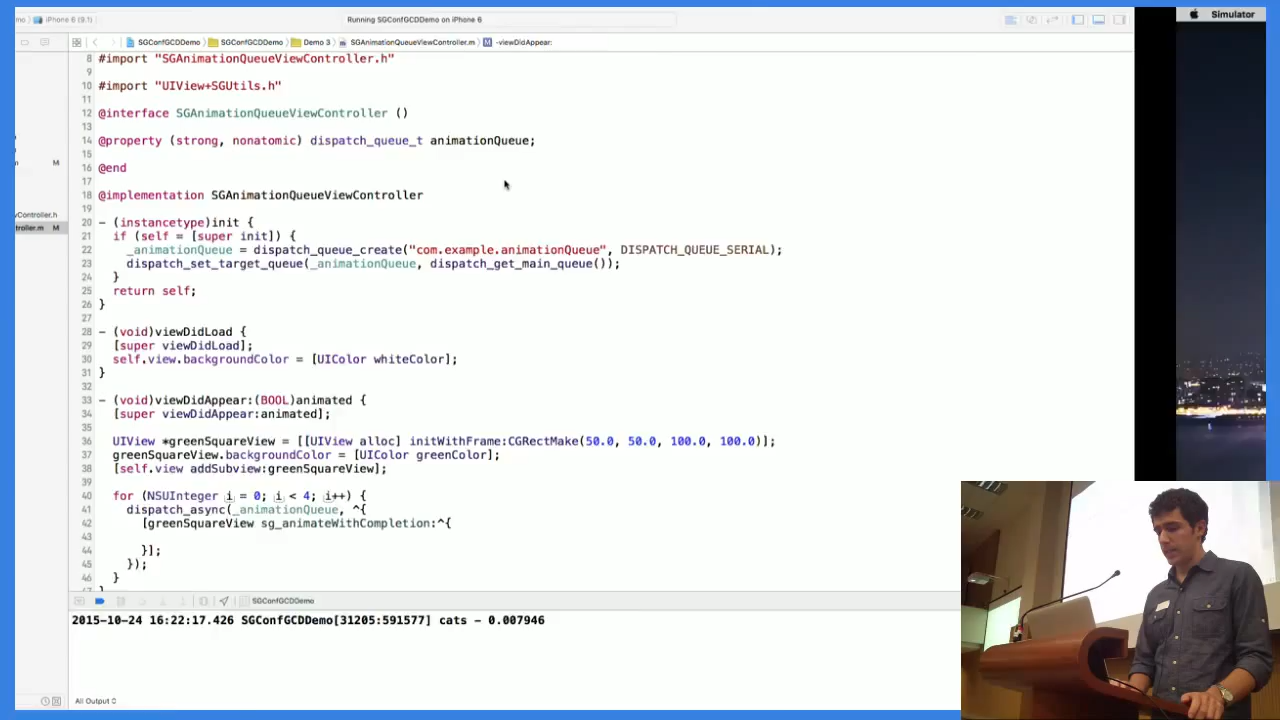 iPhone 6 (9.1)
Running SGConfGCDDemo on iPhone 6
Simulator
SGConfGCDDemo SGConfGCDDemo Demo 3 SGAnimationQueueViewController.m -viewDidAppear:
8 #import "SGAnimationQueueViewController.h"
9
10 #import "UIView+SGUtils.h"
11
12 @interface SGAnimationQueueViewController ()
13
14 @property (strong, nonatomic) dispatch_queue_t animationQueue;
15
M
16 @end
17
18 @implementation SGAnimationQueueViewController
19
20 - (instancetype)init {
21 if (self = [super init]) {
22 _animationQueue = dispatch_queue_create("com.example.animationQueue", DISPATCH_QUEUE_SERIAL);
23 dispatch_set_target_queue(_animationQueue, dispatch_get_main_queue());
24 }
25 return self;
26 }
27
28 - (void)viewDidLoad {
29 [super viewDidLoad];
30 self.view.backgroundColor = [UIColor whiteColor];
31 }
32
33 - (void)viewDidAppear:(BOOL)animated {
34 [super viewDidAppear:animated];
35
36 UIView *greenSquareView = [[UIView alloc] initWithFrame:CGRectMake(50.0, 50.0, 100.0, 100.0)];
37 greenSquareView.backgroundColor = [UIColor greenColor];
38 [self.view addSubview:greenSquareView];
39
40 for (NSUInteger i = 0; i < 4; i++) {
41 dispatch_async(_animationQueue, ^{
42 [greenSquareView sg_animateWithCompletion:^{
43
44 }];
45 });
46 }
vController.h
troller.m M
SGConfGCDDemo
2015-10-24 16:22:17.426 SGConfGCDDemo[31205:591577] cats - 0.007946
All Output